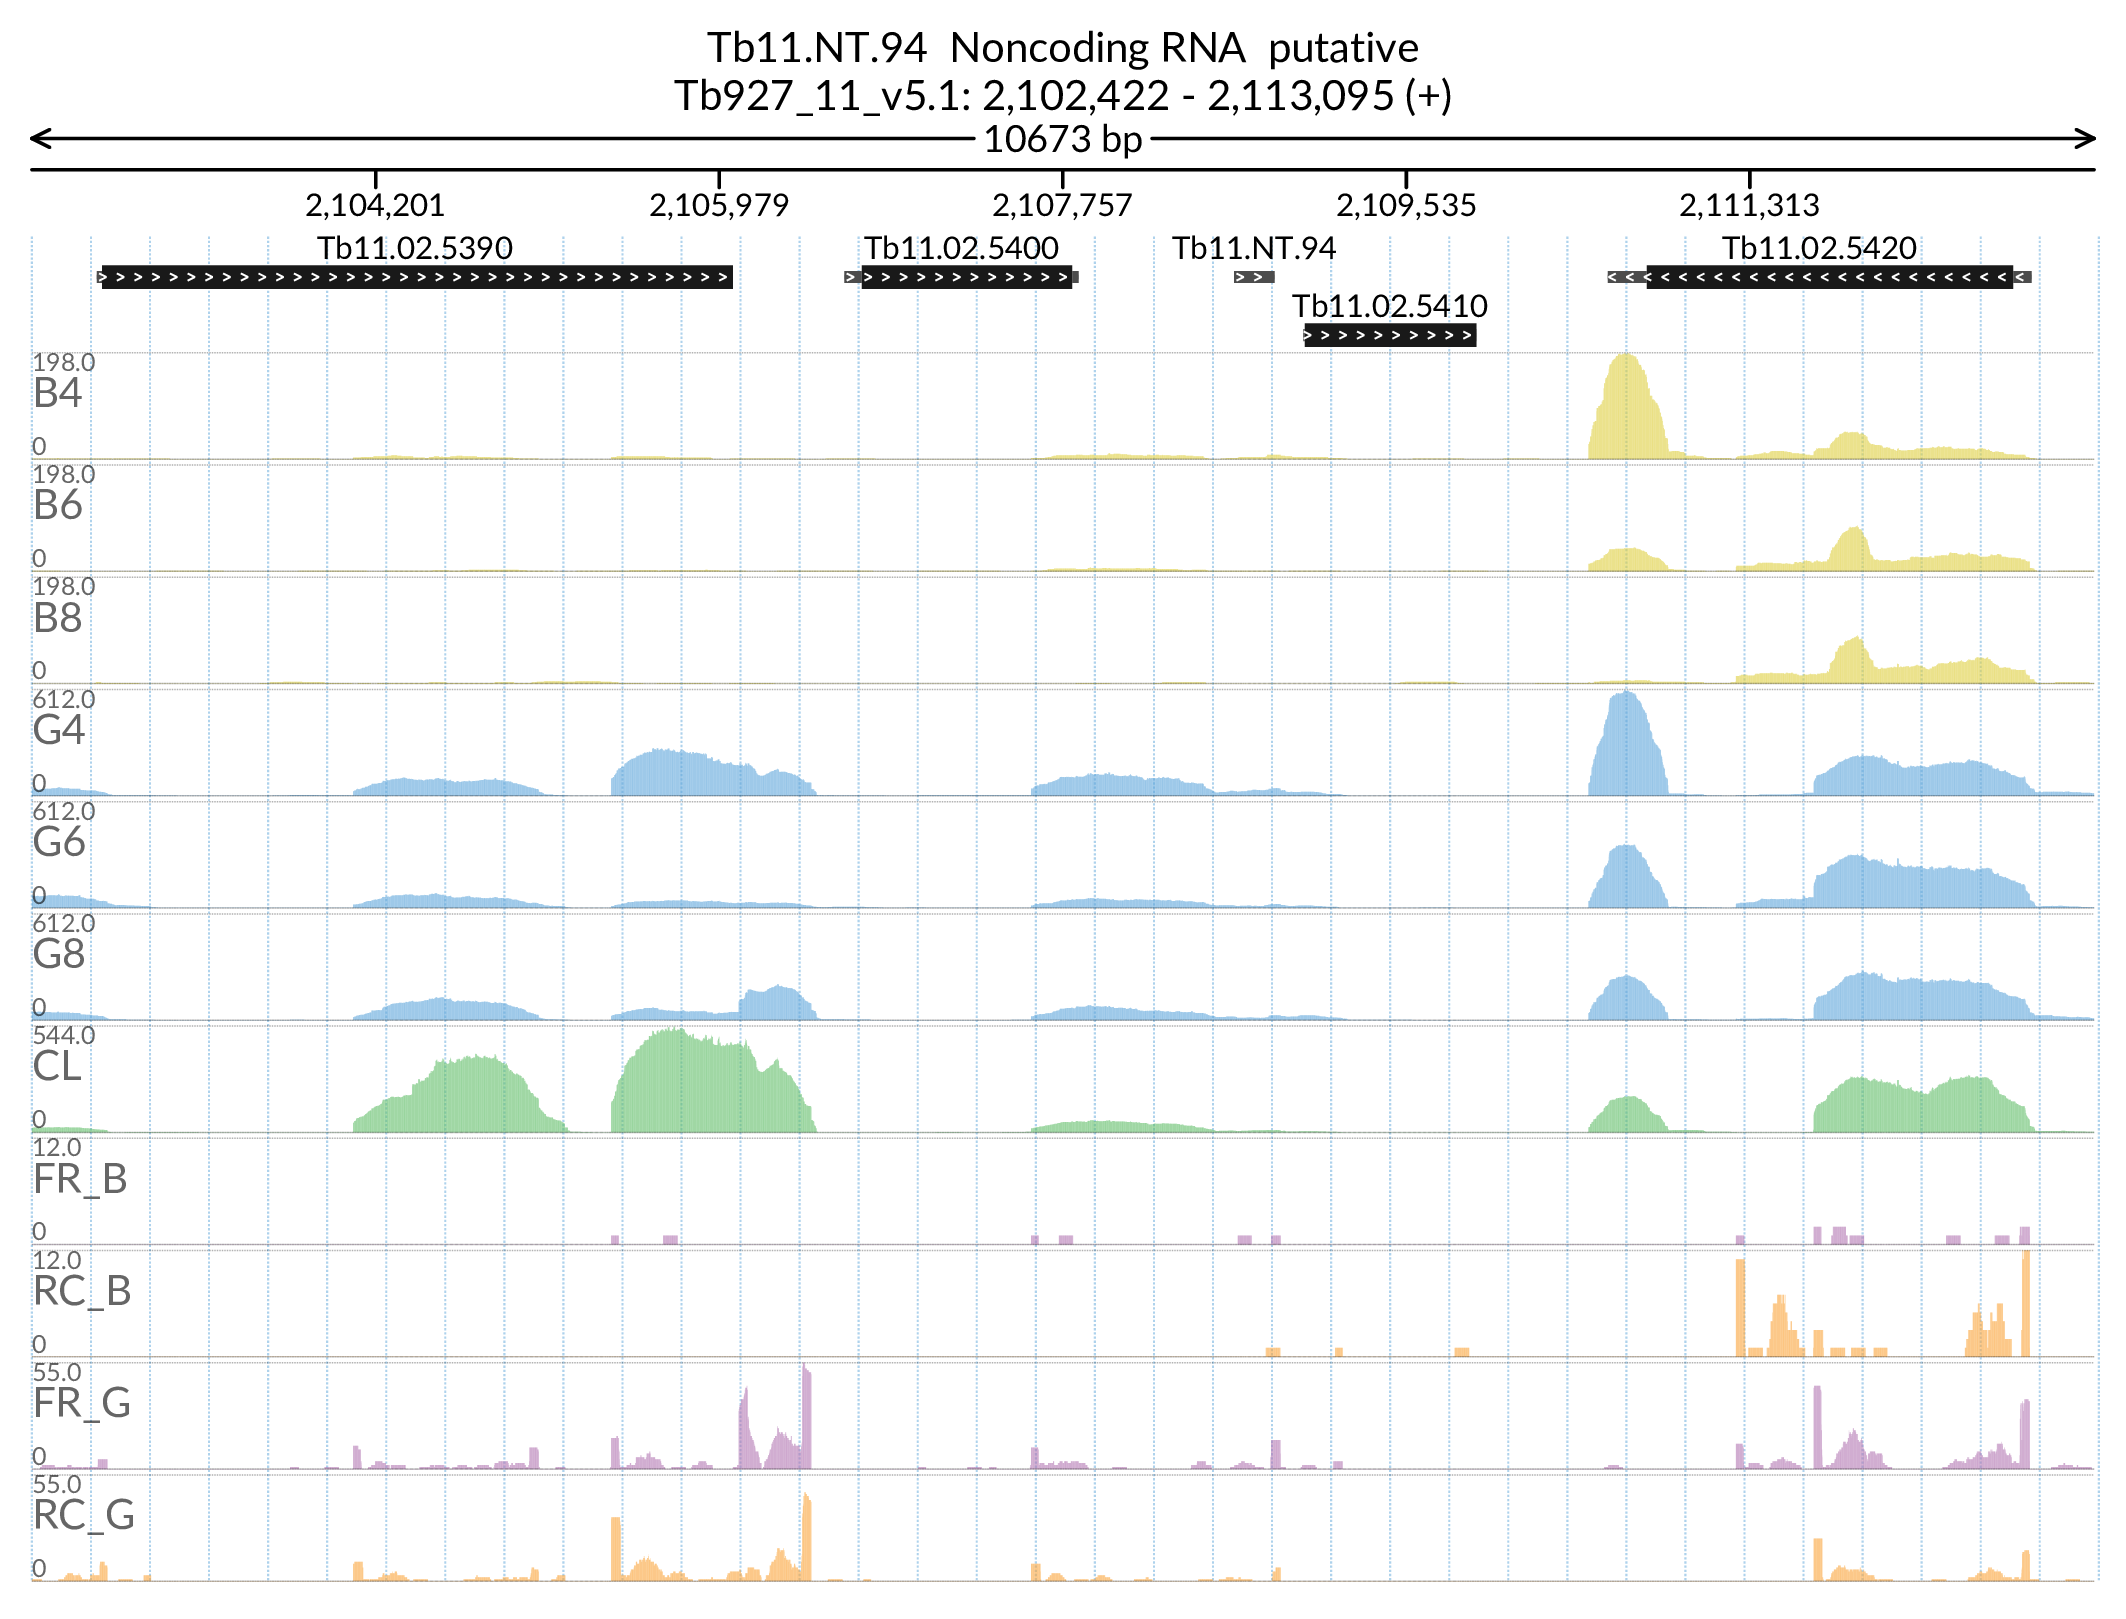 Tb11.NT.94 Noncoding RNA putative
Tb927_11_v5.1: 2,102,422 - 2,113,095 (+)
10673 bp
2,104,201 2,105,979 2,107,757 2,109,535 2,111,313
Tb11.02.5390 Tb11.02.5400 Tb11.NT.94 Tb11.02.5420
Tb11.02.5410
198.0
B4
0
198.0
B6
0
198.0
B8
0
612.0
G4
0
612.0
G6
0
612.0
G8
0
544.0
CL
0
12.0
FR_B
0
12.0
RC_B
0
55.0
FR_G
0
55.0
RC_G
0